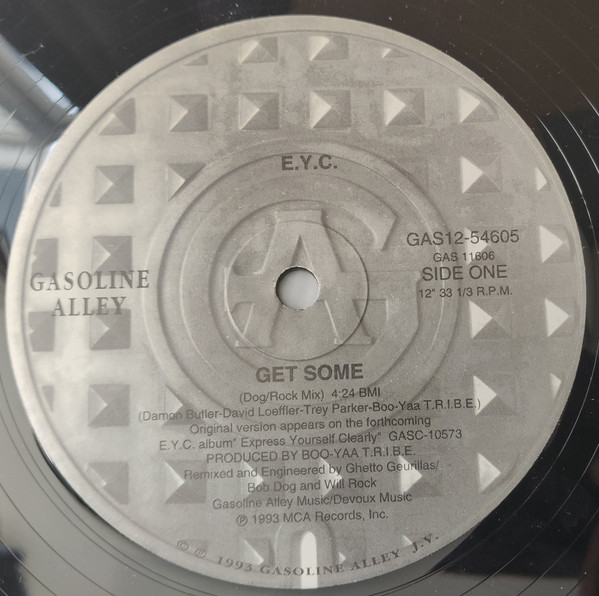 E.Y.C.
GASOLINE
ALLEY
GAS12-54605
GAS 11606
SIDE ONE
12" 33 1/3 R.P.M.
AG
GET SOME
(Dog/Rock Mix) 4:24 BMI
(Damon Butler-David Loeffler-Trey Parker-Boo-Yaa T.R.I.B.E.)
Original version appears on the forthcoming
E.Y.C. album" Express Yourself Clearly" GASC-10573
PRODUCED BY BOO-YAA T.R.I.B.E.
Remixed and Engineered by Ghetto Geurillas/
Bob Dog and Will Rock
Gasoline Alley Music/Devoux Music
℗ 1993 MCA Records, Inc.
© ℗ 1993 GASOLINE ALLEY J.V.